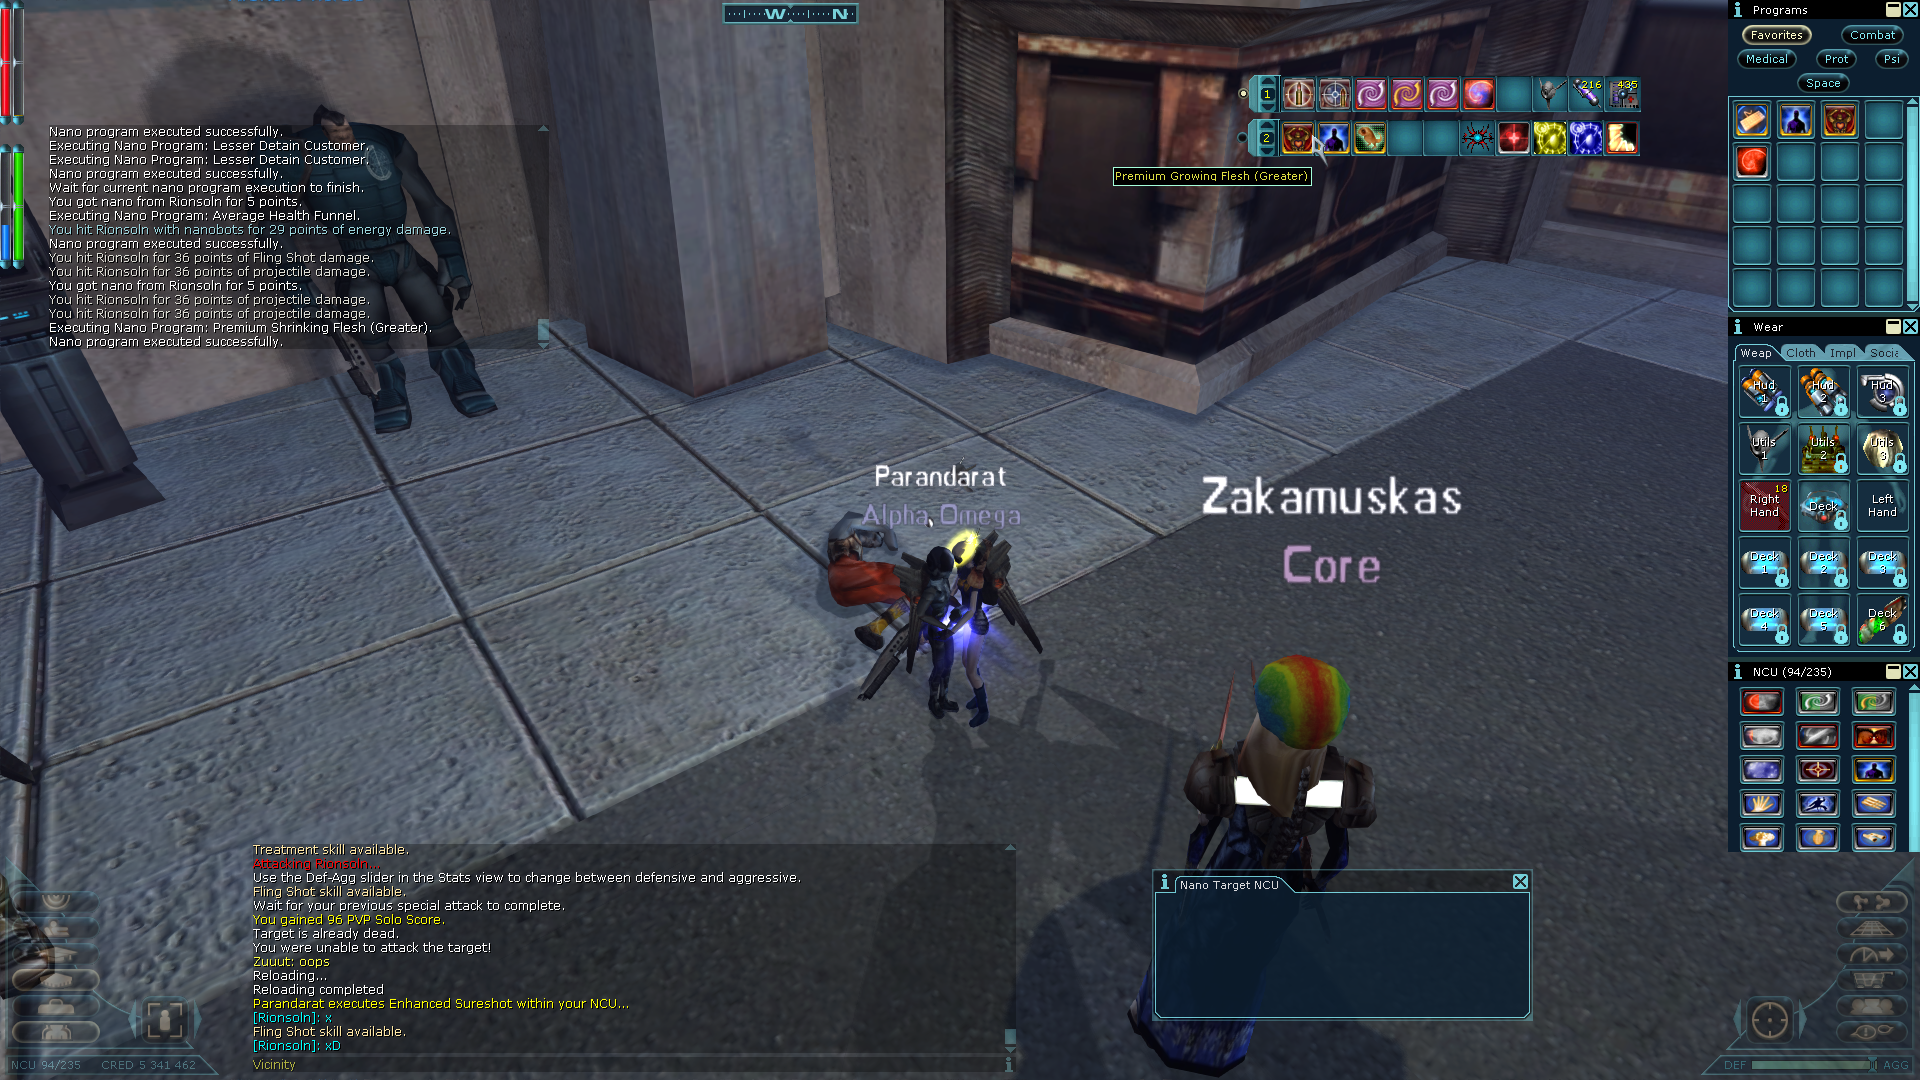 W N
Nano program executed successfully.
Executing Nano Program: Lesser Detain Customer.
Executing Nano Program: Lesser Detain Customer.
Nano program executed successfully.
Wait for current nano program execution to finish.
You got nano from Rionsoln for 5 points.
Executing Nano Program: Average Health Funnel.
You hit Rionsoln with nanobots for 29 points of energy damage.
Nano program executed successfully.
You hit Rionsoln for 36 points of Fling Shot damage.
You hit Rionsoln for 36 points of projectile damage.
You got nano from Rionsoln for 5 points.
You hit Rionsoln for 36 points of projectile damage.
You hit Rionsoln for 36 points of projectile damage.
Executing Nano Program: Premium Shrinking Flesh (Greater).
Nano program executed successfully.
1
216
435
2
Premium Growing Flesh (Greater)
Programs
Favorites
Combat
Medical
Prot
Psi
Space
Wear
Weap
Cloth
Impl
Socia
Hud 1
Hud 2
Hud 3
Utils 1
Utils 2
Utils 3
18
Right Hand
Deck
Left Hand
Deck 1
Deck 2
Deck 3
Deck 4
Deck 5
Deck 6
NCU (94/235)
Parandarat
Alpha Omega
Zakamuskas
Core
Treatment skill available.
Attacking Rionsoln...
Use the Def-Agg slider in the Stats view to change between defensive and aggressive.
Fling Shot skill available.
Wait for your previous special attack to complete.
You gained 96 PVP Solo Score.
Target is already dead.
You were unable to attack the target!
Zuuut: oops
Reloading...
Reloading completed
Parandarat executes Enhanced Sureshot within your NCU...
[Rionsoln]: x
Fling Shot skill available.
[Rionsoln]: xD
Vicinity
Nano Target NCU
NCU 94/235 CRED 5 341 462
DEF
AGG